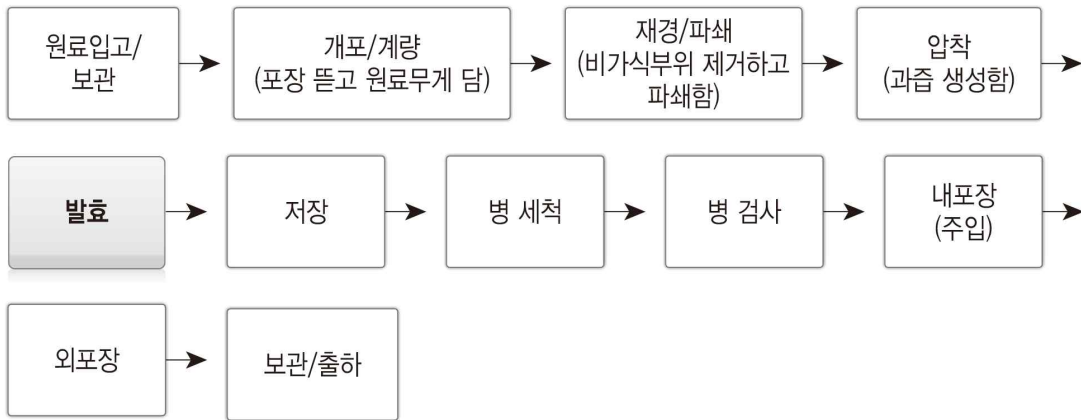 원료입고/
보관
개포/계량
(포장 뜯고 원료무게 담)
재경/파쇄
(비가식부위 제거하고
파쇄함)
압착
(과즙 생성함)
발효
저장
병 세척
병 검사
내포장
(주입)
외포장
보관/출하